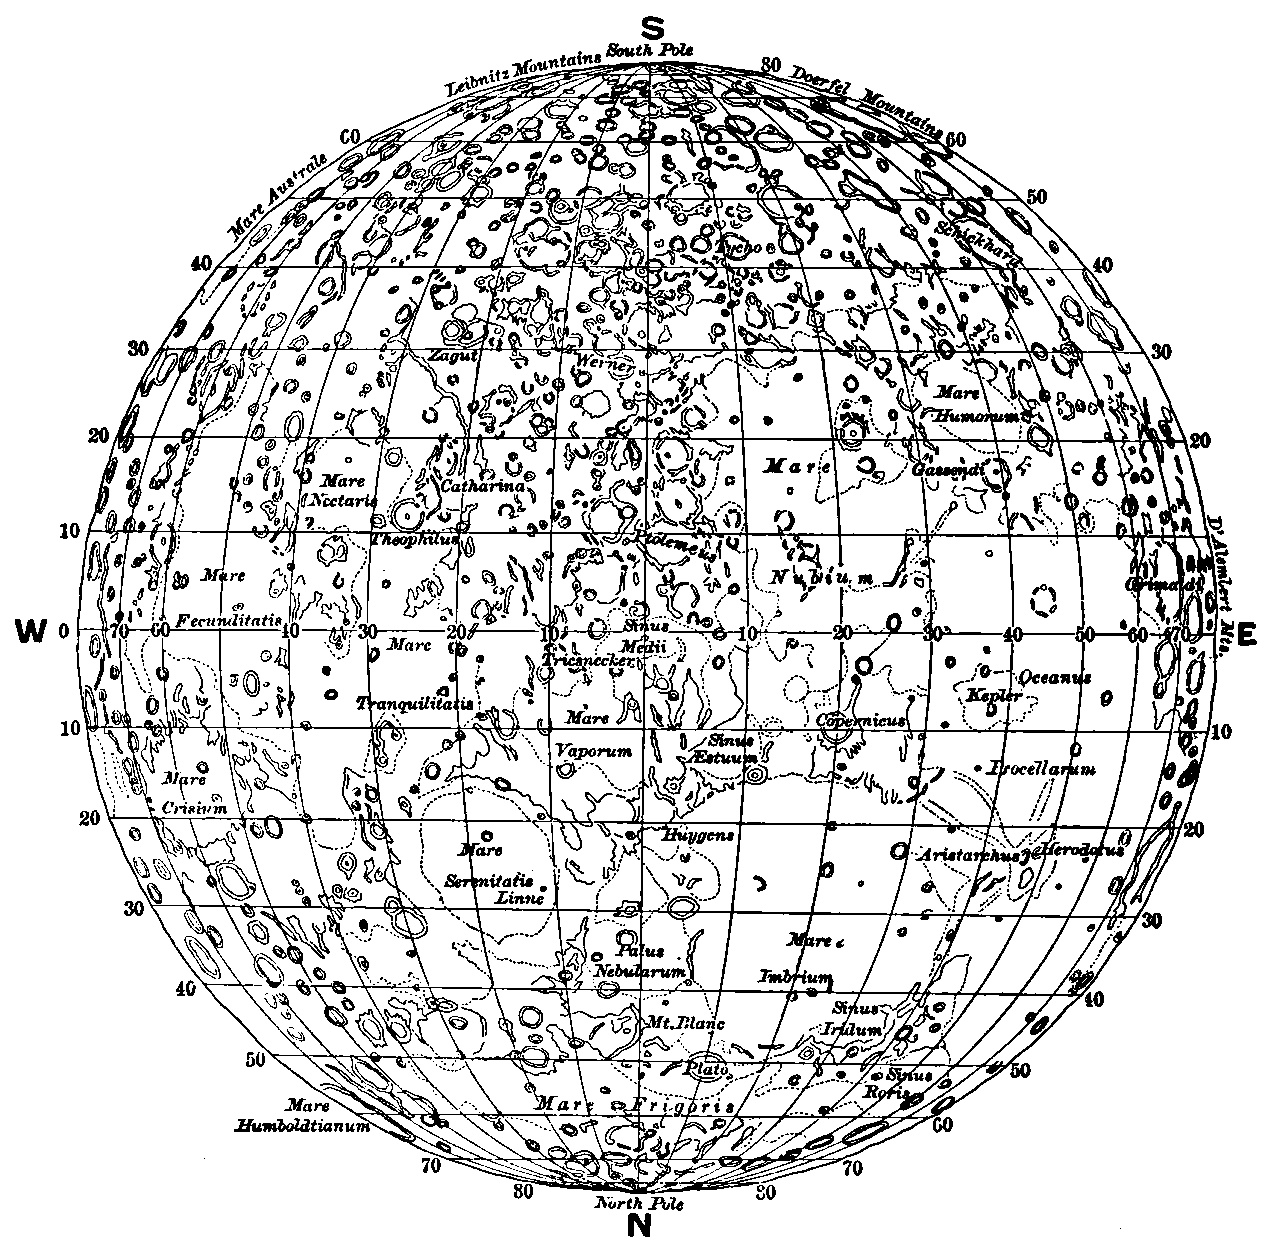 S
South Pole
Leibnitz Mountains
80 Doerfel Mountains
60
60
Mare Australe
50
Schickhard
Tycho
40
40
30
30
Zagut
Werner
Mare
Humorum
20
20
Mare
Gassendi
Mare
Nectaris
Catharina
10
Theophilus
Ptolemeus
D'Alembert Mts.
Mare
Nubium
Grimaldi
Fecunditatis
Sinus
W 0 70 60 10 30 20 10 10 20 30 40 50 60 70 E
Mare
Medii
Triesnecker
Oceanus
Kepler
Tranquilitatis
Mare
Copernicus
10
10
Sinus
Vaporum
Æstuum
Mare
Procellarum
Crisium
20
20
Huygens
Mare
Aristarchus
Herodotus
Serenitatis
Linne
30
30
Mare
Palus
Nebularum
Imbrium
40
40
Sinus
Iridum
Mt. Blanc
50
Plato
Sinus
50
Roris
Mare
Mare Frigoris
Humboldtianum
60
70
70
80
80
North Pole
N